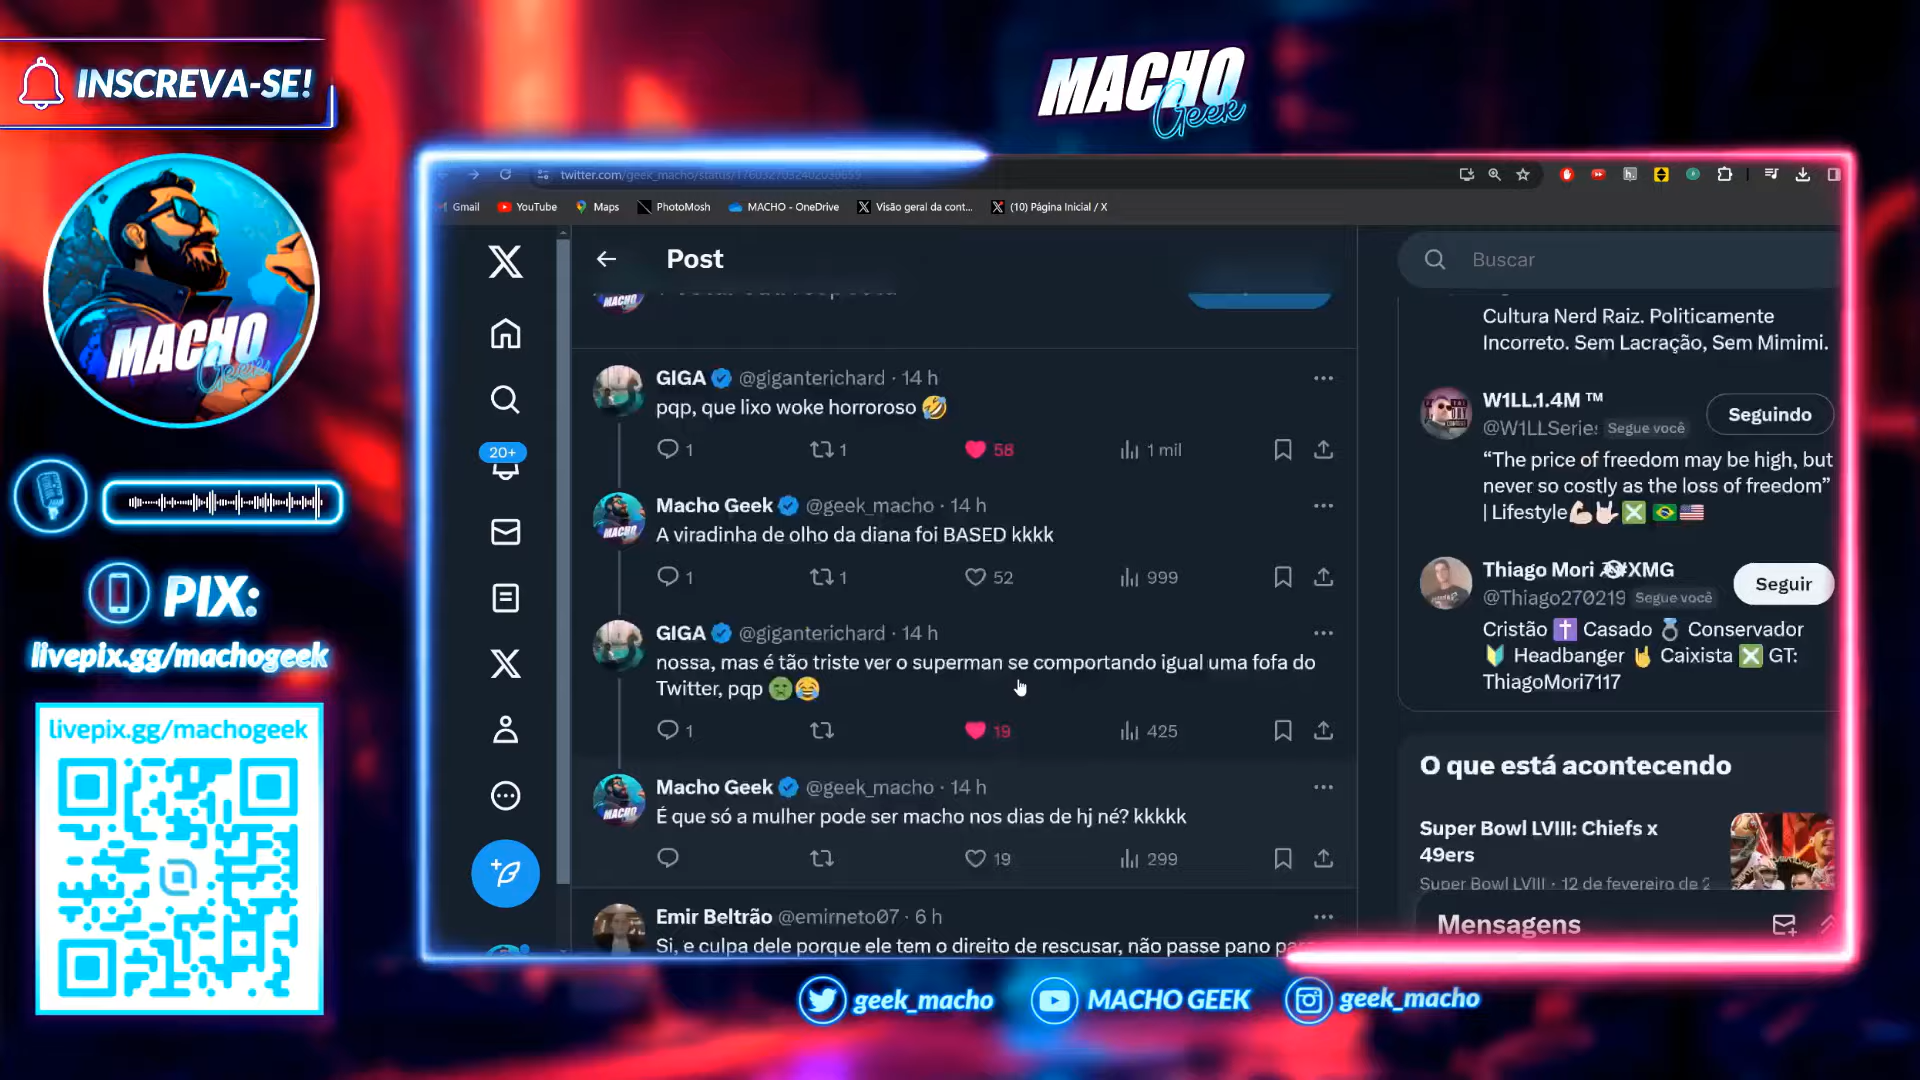 INSCREVA-SE!
MACHO
Geek
MACHO
Geek
PIX:
livepix.gg/machogeek
livepix.gg/machogeek
Gmail
YouTube
Maps
PhotoMosh
MACHO - OneDrive
Visão geral da cont...
(10) Página Inicial / X
Post
20+
GIGA @giganterichard · 14 h
pqp, que lixo woke horroroso 🤣
1 1 58 1 mil
Macho Geek @geek_macho · 14 h
A viradinha de olho da diana foi BASED kkkk
1 1 52 999
GIGA @giganterichard · 14 h
nossa, mas é tão triste ver o superman se comportando igual uma fofa do
Twitter, pqp 🤢😂
1 19 425
Macho Geek @geek_macho · 14 h
É que só a mulher pode ser macho nos dias de hj né? kkkkk
19 299
Emir Beltrão @emirneto07 · 6 h
Si, e culpa dele porque ele tem o direito de rescusar, não passe pano
Buscar
Cultura Nerd Raiz. Politicamente
Incorreto. Sem Lacração, Sem Mimimi.
W1LL.1.4M ™
@W1LLSeries Segue você
Seguindo
“The price of freedom may be high, but
never so costly as the loss of freedom”
| Lifestyle💪🤟❎🇧🇷🇺🇸
Thiago Mori #XMG
@Thiago270219 Segue você
Seguir
Cristão ✝️ Casado 💍 Conservador
🔰 Headbanger 🤘 Caixista ❎ GT:
ThiagoMori7117
O que está acontecendo
Super Bowl LVIII: Chiefs x
49ers
Super Bowl LVIII · 12 de fevereiro de
Mensagens
geek_macho
MACHO GEEK
geek_macho